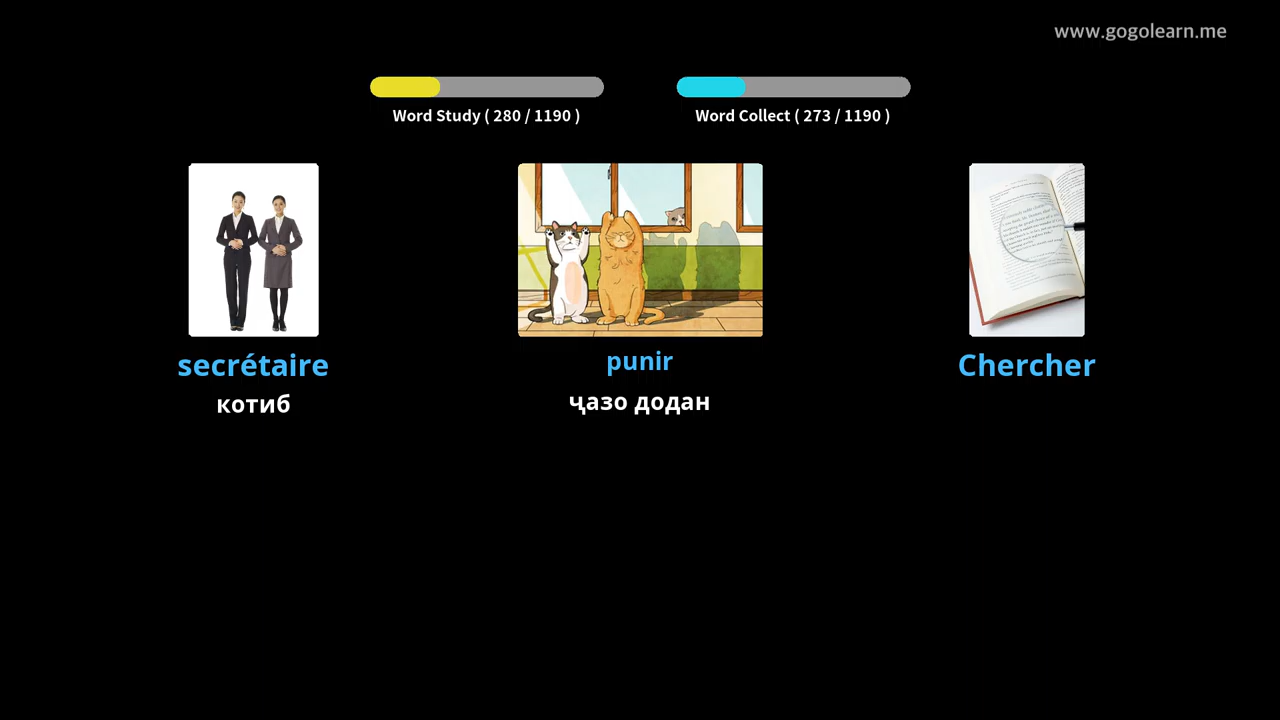 www.gogolearn.me
Word Study ( 280 / 1190 )
Word Collect ( 273 / 1190 )
secrétaire
punir
Chercher
котиб
ҷазо додан